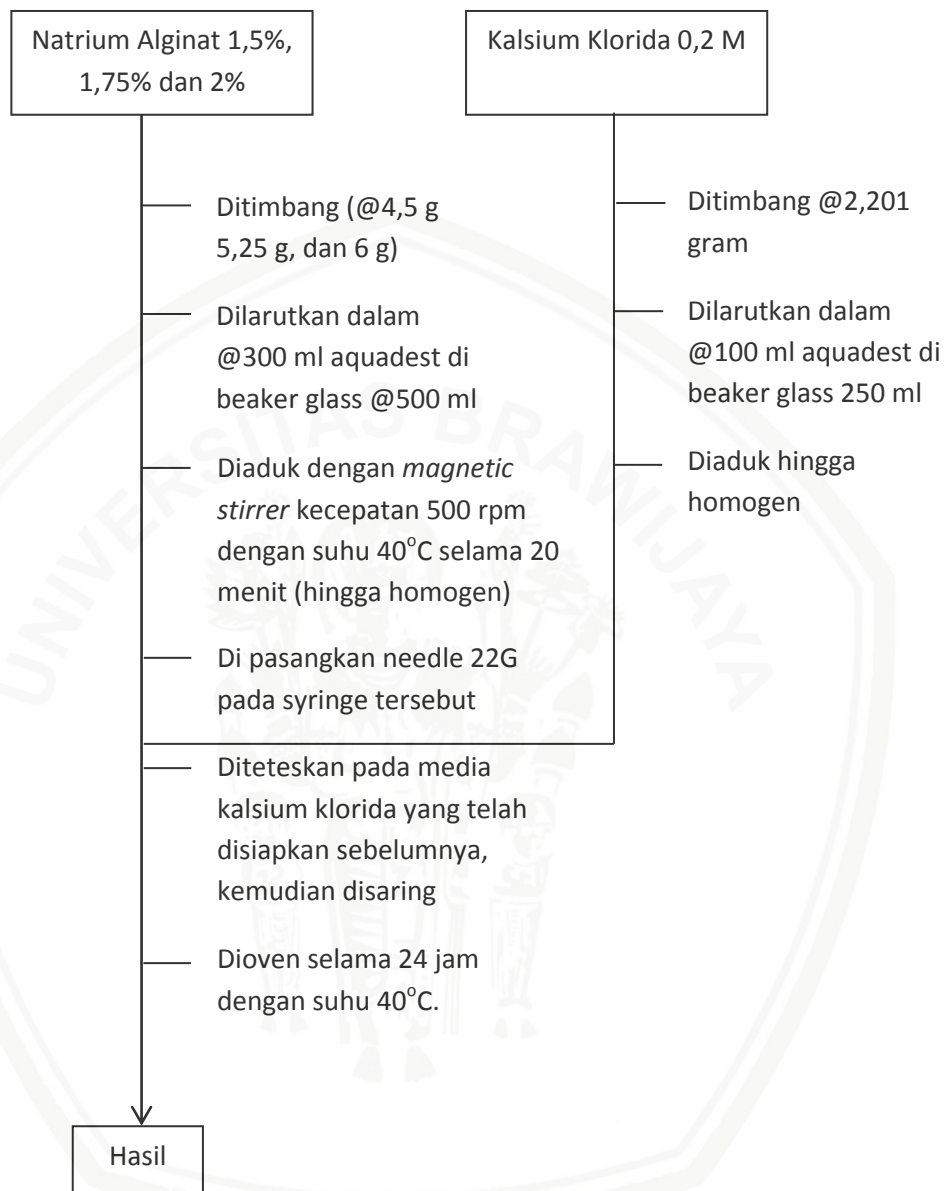 Natrium Alginat 1,5%,
1,75% dan 2%
Kalsium Klorida 0,2 M
Ditimbang (@4,5 g
5,25 g, dan 6 g)
Dilarutkan dalam
@300 ml aquadest di
beaker glass @500 ml
Diaduk dengan magnetic
stirrer kecepatan 500 rpm
dengan suhu 40°C selama 20
menit (hingga homogen)
Di pasangkan needle 22G
pada syringe tersebut
Ditimbang @2,201
gram
Dilarutkan dalam
@100 ml aquadest di
beaker glass 250 ml
Diaduk hingga
homogen
Diteteskan pada media
kalsium klorida yang telah
disiapkan sebelumnya,
kemudian disaring
Dioven selama 24 jam
dengan suhu 40°C.
Hasil
UNIVERSITAS BRAWIJAYA